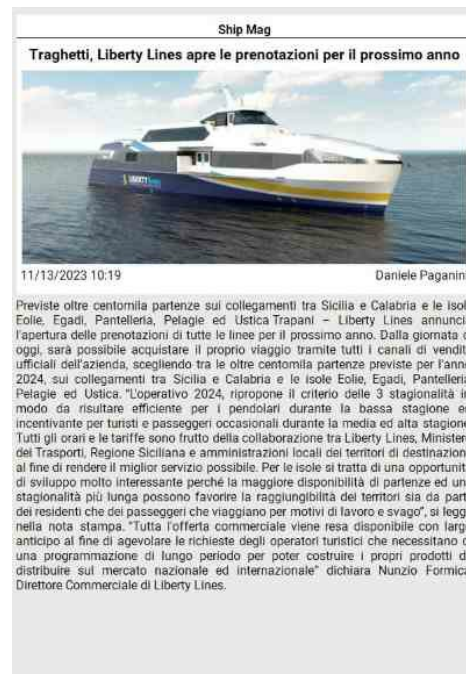 Ship Mag
Traghetti, Liberty Lines apre le prenotazioni per il prossimo anno
LIBERTY lines
11/13/2023 10:19
Daniele Paganin
Previste oltre centomila partenze sui collegamenti tra Sicilia e Calabria e le isol
Eolie, Egadi, Pantelleria, Pelagie ed Ustica Trapani – Liberty Lines annunci
l'apertura delle prenotazioni di tutte le linee per il prossimo anno. Dalla giornata d
oggi, sarà possibile acquistare il proprio viaggio tramite tutti i canali di vendit
ufficiali dell'azienda, scegliendo tra le oltre centomila partenze previste per l'ann
2024, sui collegamenti tra Sicilia e Calabria e le isole Eolie, Egadi, Pantelleri
Pelagie ed Ustica. "L'operativo 2024, ripropone il criterio delle 3 stagionalità i
modo da risultare efficiente per i pendolari durante la bassa stagione e
incentivante per turisti e passeggeri occasionali durante la media ed alta stagione
Tutti gli orari e le tariffe sono frutto della collaborazione tra Liberty Lines, Minister
dei Trasporti, Regione Siciliana e amministrazioni locali dei territori di destinazion
al fine di rendere il miglior servizio possibile. Per le isole si tratta di una opportunit
di sviluppo molto interessante perché la maggiore disponibilità di partenze ed un
stagionalità più lunga possono favorire la raggiungibilità dei territori sia da part
dei residenti che dei passeggeri che viaggiano per motivi di lavoro e svago", si legg
nella nota stampa. "Tutta l'offerta commerciale viene resa disponibile con larg
anticipo al fine di agevolare le richieste degli operatori turistici che necessitano d
una programmazione di lungo periodo per poter costruire i propri prodotti d
distribuire sul mercato nazionale ed internazionale" dichiara Nunzio Formica
Direttore Commerciale di Liberty Lines.